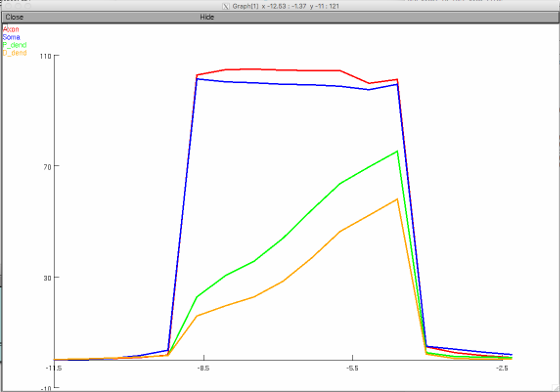 Graph[1] x -12.53 : -1.37 y -11 : 121
Close Hide
Axon
Soma
P_dend
D_dend
110
70
30
-10
-11.5 -8.5 -5.5 -2.5